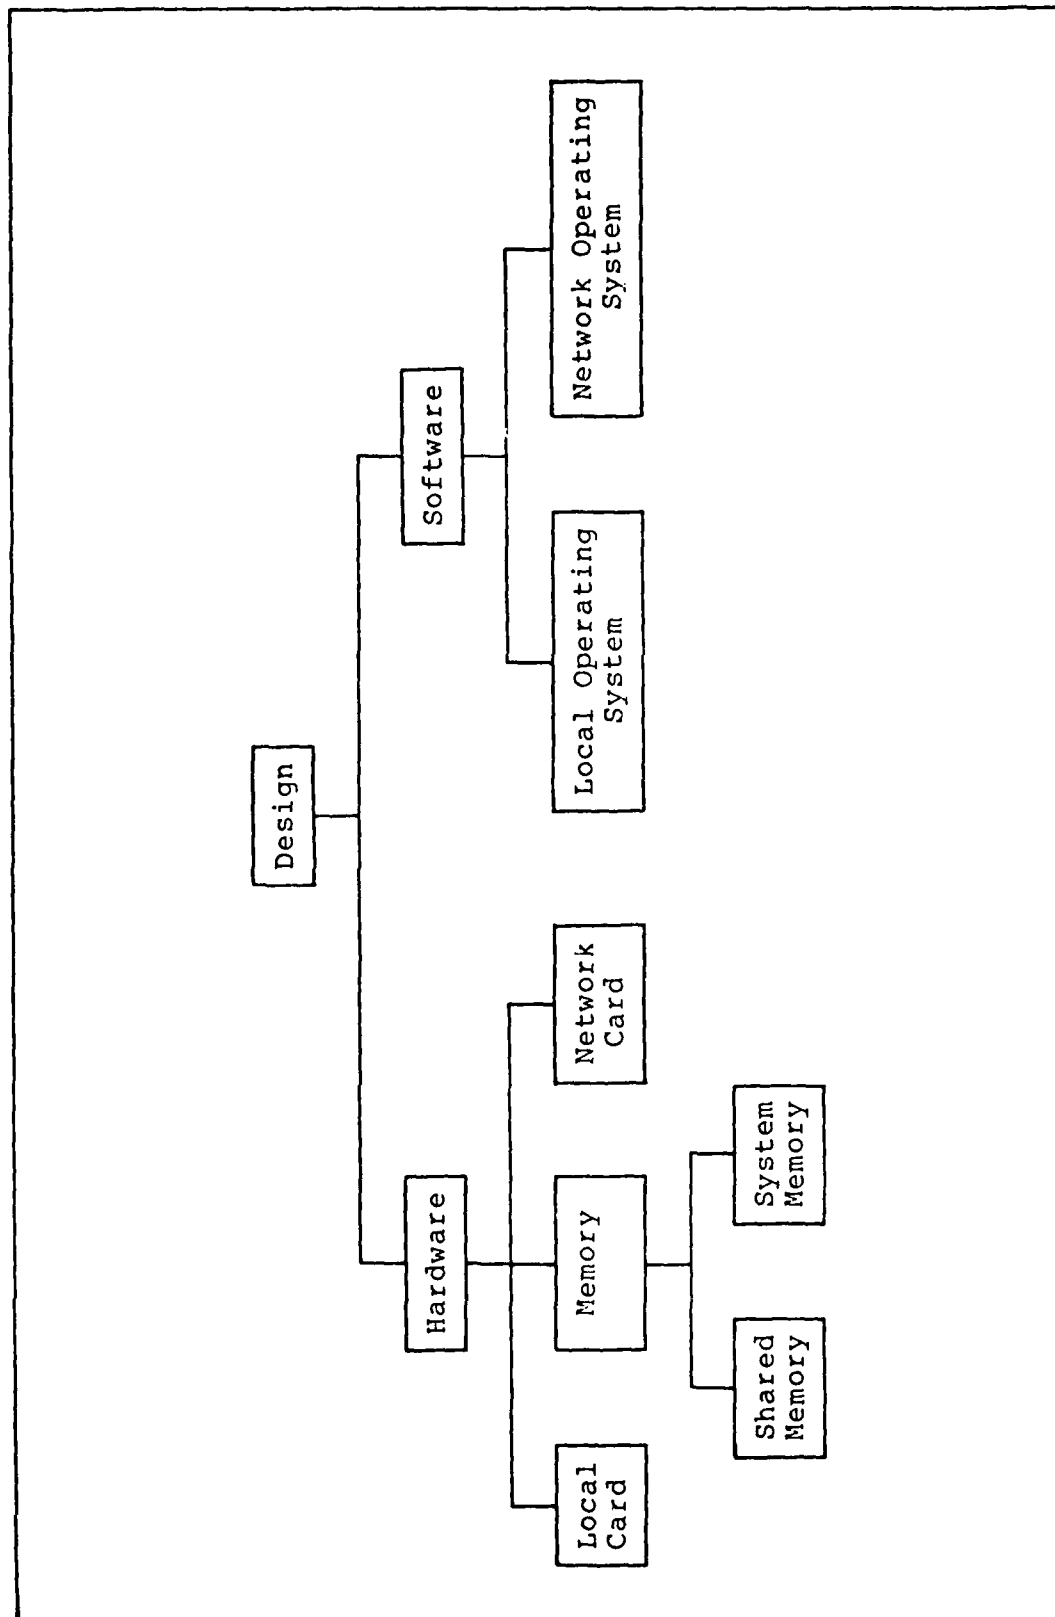 Design
Hardware
Software
Local
Card
Memory
Network
Card
Local Operating
System
Network Operating
System
Shared
Memory
System
Memory